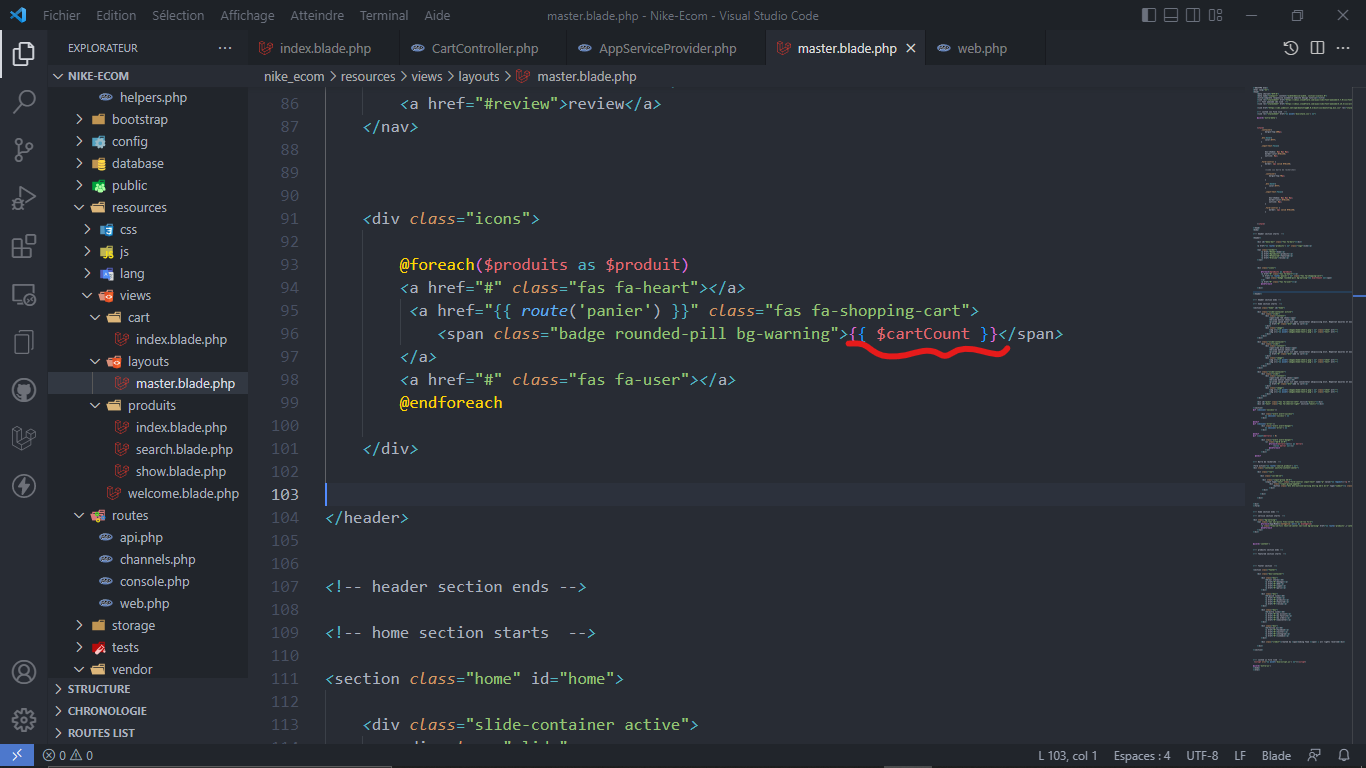 Fichier Edition Sélection Affichage Atteindre Terminal Aide master.blade.php - Nike-Ecom - Visual Studio Code
EXPLORATEUR ···
index.blade.php CartController.php AppServiceProvider.php master.blade.php web.php
NIKE-ECOM
nike_ecom > resources > views > layouts > master.blade.php
helpers.php
bootstrap
config
database
public
resources
css
js
lang
views
cart
index.blade.php
layouts
master.blade.php
produits
index.blade.php
search.blade.php
show.blade.php
welcome.blade.php
routes
api.php
channels.php
console.php
web.php
storage
tests
vendor
STRUCTURE
CHRONOLOGIE
ROUTES LIST
86 <a href="#review">review</a>
87 </nav>
88
89
90
91 <div class="icons">
92
93 @foreach($produits as $produit)
94 <a href="#" class="fas fa-heart"></a>
95 <a href="{{ route('panier') }}" class="fas fa-shopping-cart">
96 <span class="badge rounded-pill bg-warning">{{ $cartCount }}</span>
97 </a>
98 <a href="#" class="fas fa-user"></a>
99 @endforeach
100
101 </div>
102
103
104 </header>
105
106
107 <!-- header section ends -->
108
109 <!-- home section starts  -->
110
111 <section class="home" id="home">
112
113 <div class="slide-container active">
0 0 L 103, col 1 Espaces : 4 UTF-8 LF Blade